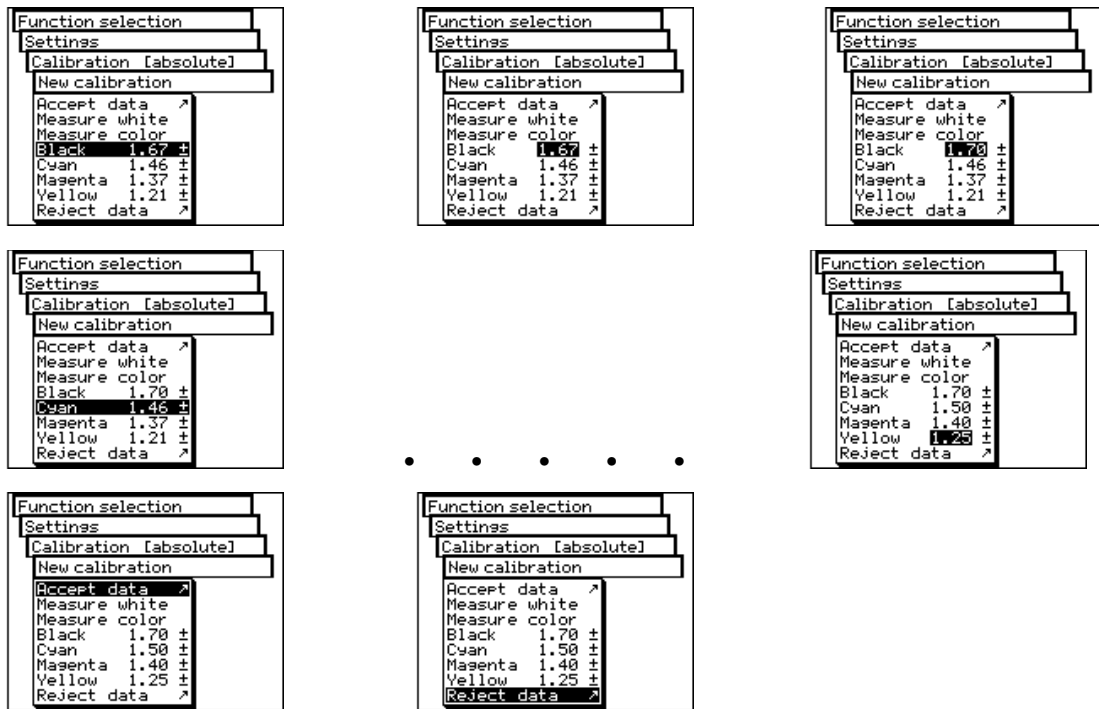 Function selection
Settings
Calibration [absolute]
New calibration
Accept data ↗
Measure white
Measure color
Black 1.67 ±
Cyan 1.46 ±
Magenta 1.37 ±
Yellow 1.21 ±
Reject data ↗
Function selection
Settings
Calibration [absolute]
New calibration
Accept data ↗
Measure white
Measure color
Black 1.67 ±
Cyan 1.46 ±
Magenta 1.37 ±
Yellow 1.21 ±
Reject data ↗
Function selection
Settings
Calibration [absolute]
New calibration
Accept data ↗
Measure white
Measure color
Black 1.70 ±
Cyan 1.46 ±
Magenta 1.37 ±
Yellow 1.21 ±
Reject data ↗
Function selection
Settings
Calibration [absolute]
New calibration
Accept data ↗
Measure white
Measure color
Black 1.70 ±
Cyan 1.46 ±
Magenta 1.37 ±
Yellow 1.21 ±
Reject data ↗
• • • • •
Function selection
Settings
Calibration [absolute]
New calibration
Accept data ↗
Measure white
Measure color
Black 1.70 ±
Cyan 1.50 ±
Magenta 1.40 ±
Yellow 1.25 ±
Reject data ↗
Function selection
Settings
Calibration [absolute]
New calibration
Accept data ↗
Measure white
Measure color
Black 1.70 ±
Cyan 1.50 ±
Magenta 1.40 ±
Yellow 1.25 ±
Reject data ↗
Function selection
Settings
Calibration [absolute]
New calibration
Accept data ↗
Measure white
Measure color
Black 1.70 ±
Cyan 1.50 ±
Magenta 1.40 ±
Yellow 1.25 ±
Reject data ↗